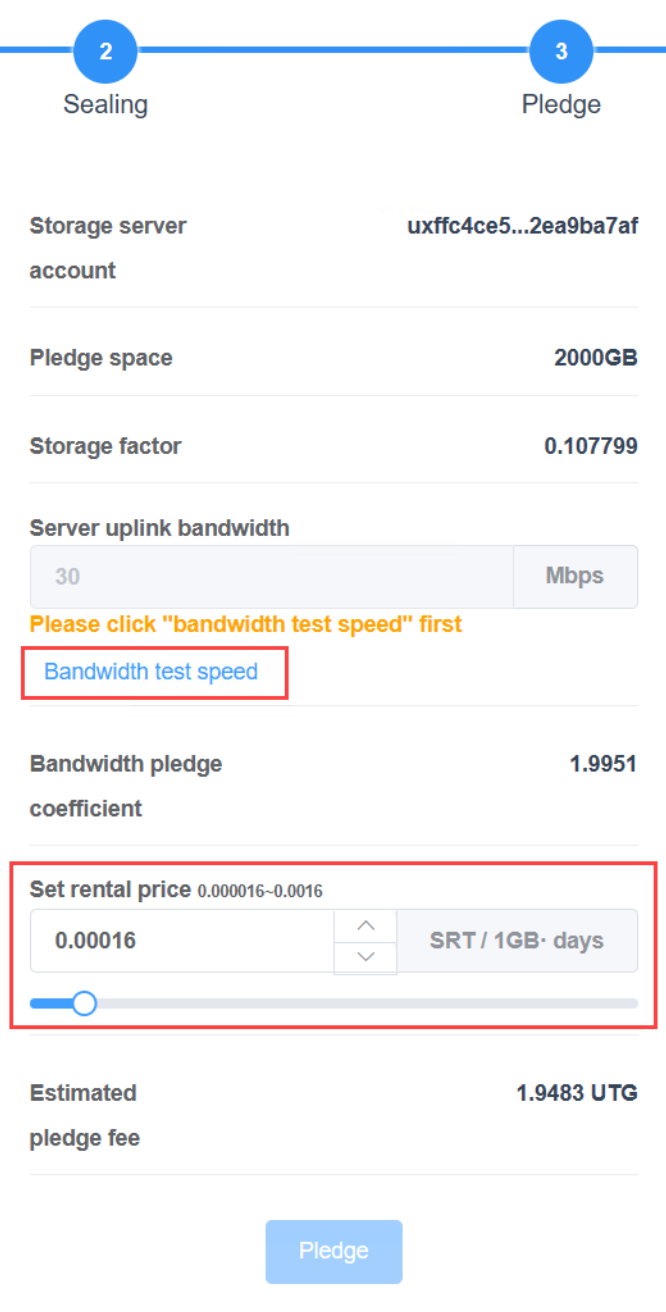 2 3
Sealing Pledge
Storage server uxffc4ce5...2ea9ba7af
account
Pledge space 2000GB
Storage factor 0.107799
Server uplink bandwidth
30 Mbps
Please click "bandwidth test speed" first
Bandwidth test speed
Bandwidth pledge 1.9951
coefficient
Set rental price 0.000016~0.0016
0.00016 SRT / 1GB· days
Estimated 1.9483 UTG
pledge fee
Pledge